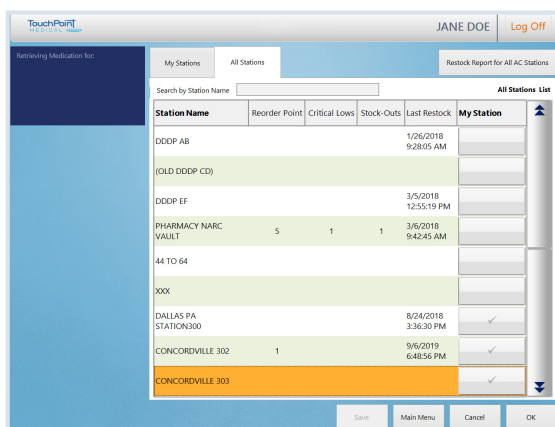 TouchPoint
MEDICAL
JANE DOE
Log Off
Retrieving Medication for:
My Stations
All Stations
Restock Report for All AC Stations
Search by Station Name
All Stations List
Station Name Reorder Point Critical Lows Stock-Outs Last Restock My Station
DDDP AB 1/26/2018
9:28:05 AM
(OLD DDDP CD)
DDDP EF 3/5/2018
12:55:19 PM
PHARMACY NARC
VAULT 5 1 1 3/6/2018
9:42:45 AM
44 TO 64
XXX
DALLAS PA
STATION300 8/24/2018
3:36:30 PM
CONCORDVILLE 302 1 9/6/2019
6:48:56 PM
CONCORDVILLE 303
Save Main Menu Cancel OK